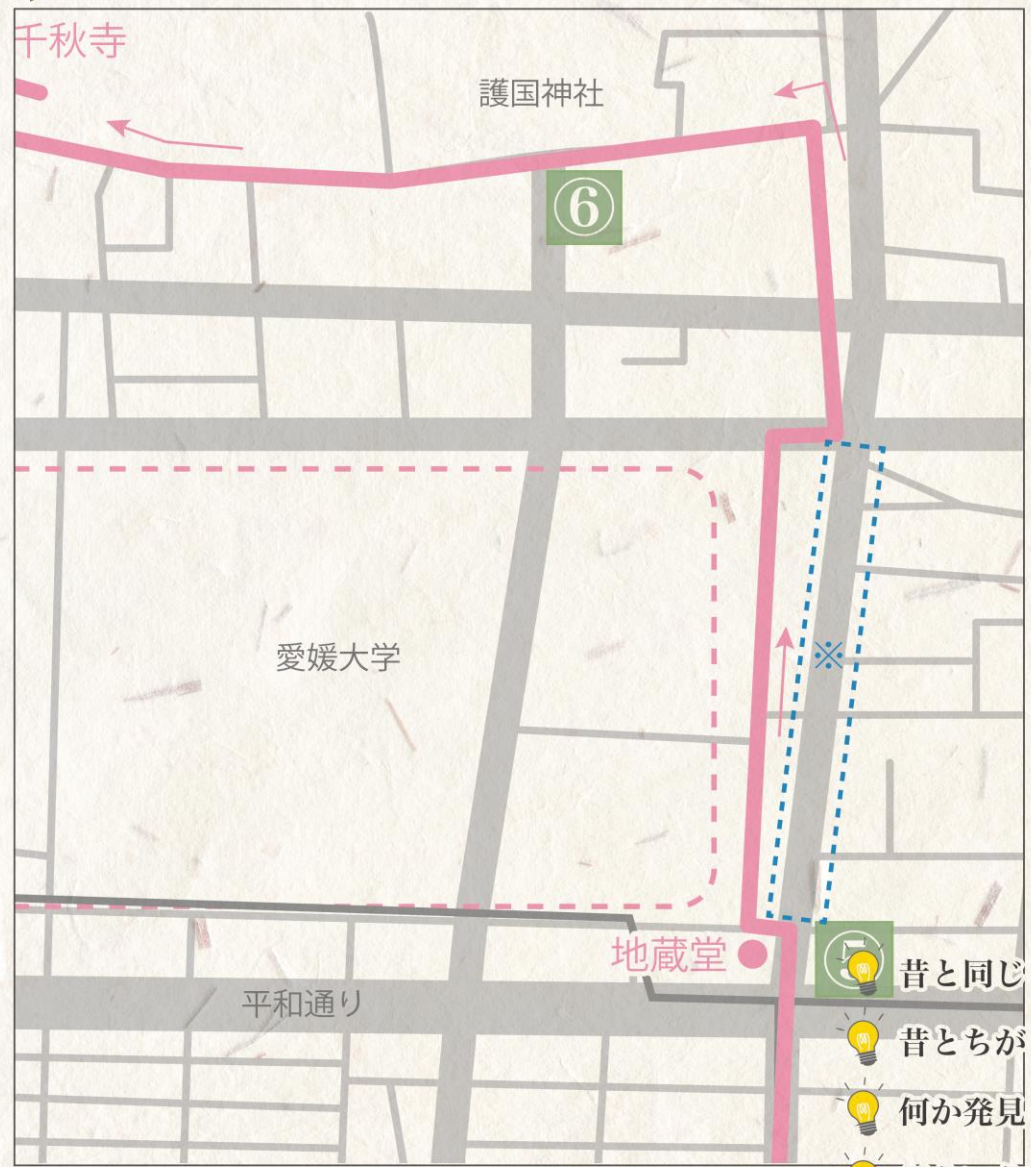 千秋寺
護国神社
⑥
愛媛大学
※
地蔵堂
⑤
平和通り
昔と同じ
昔とちが
何か発見